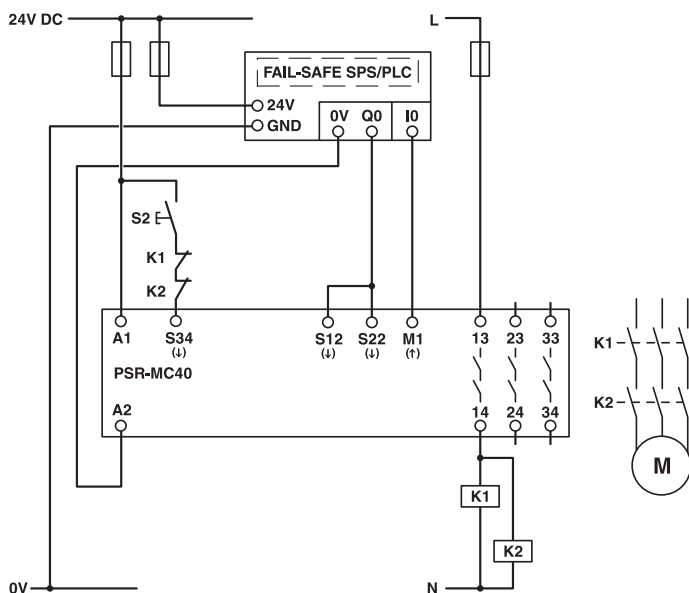 24V DC
L
FAIL-SAFE SPS/PLC
24V
GND
0V Q0 I0
S2
K1
K2
A1 S34 S12 S22 M1 13 23 33
(↓) (↓) (↓) (↑)
PSR-MC40
A2 14 24 34
K1
K2
M
K1
K2
0V N